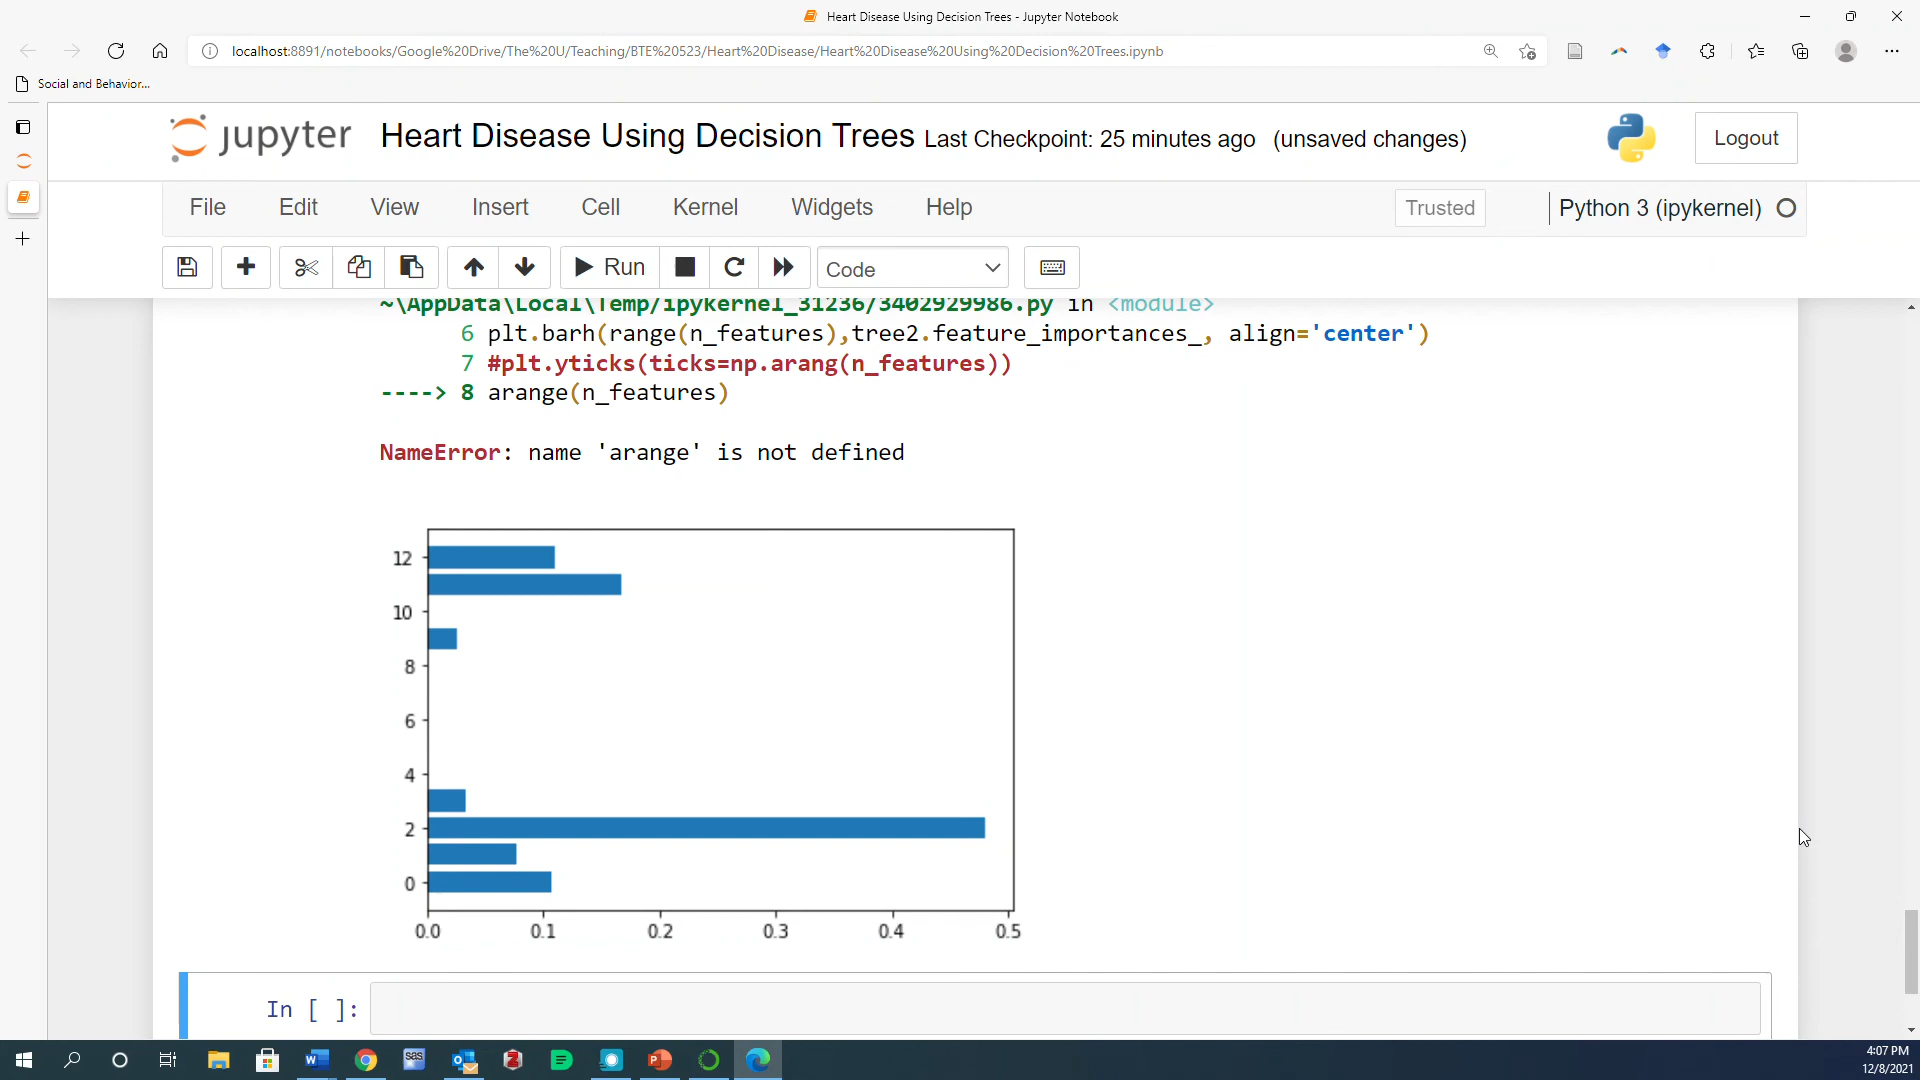 Heart Disease Using Decision Trees - Jupyter Notebook
localhost:8891/notebooks/Google%20Drive/The%20U/Teaching/BTE%20523/Heart%20Disease/Heart%20Disease%20Using%20Decision%20Trees.ipynb
Social and Behavior...
jupyter Heart Disease Using Decision Trees Last Checkpoint: 25 minutes ago (unsaved changes)
Logout
File Edit View Insert Cell Kernel Widgets Help
Trusted
Python 3 (ipykernel)
Run
Code
~\AppData\Local\Temp/ipykernel_31236/3402929986.py in <module>
6 plt.barh(range(n_features),tree2.feature_importances_, align='center')
7 #plt.yticks(ticks=np.arang(n_features))
----> 8 arange(n_features)
NameError: name 'arange' is not defined
12
10
8
6
4
2
0
0.0 0.1 0.2 0.3 0.4 0.5
In [ ]:
sas
4:07 PM
12/8/2021